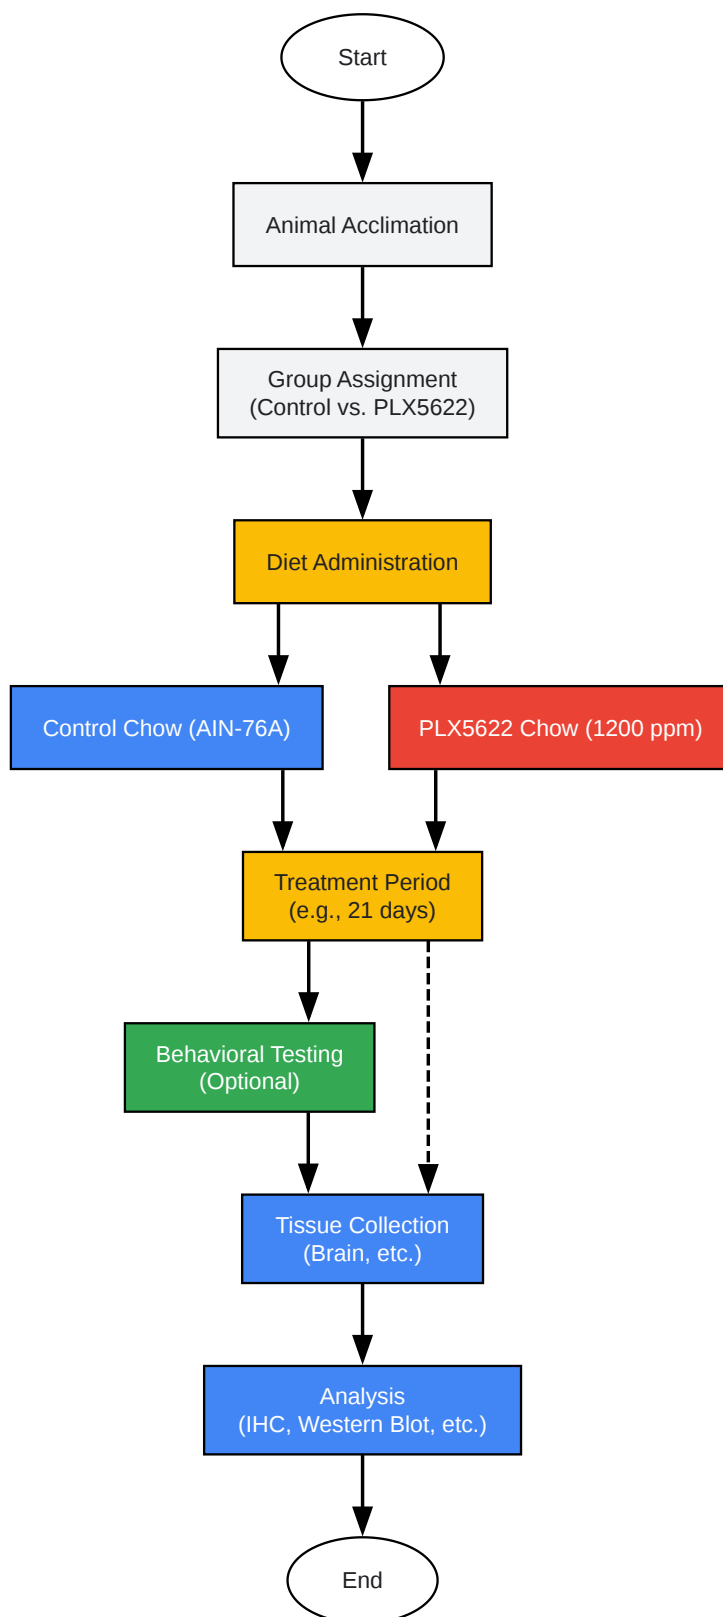 Start
Animal Acclimation
Group Assignment
(Control vs. PLX5622)
Diet Administration
Control Chow (AIN-76A)
PLX5622 Chow (1200 ppm)
Treatment Period
(e.g., 21 days)
Behavioral Testing
(Optional)
Tissue Collection
(Brain, etc.)
Analysis
(IHC, Western Blot, etc.)
End